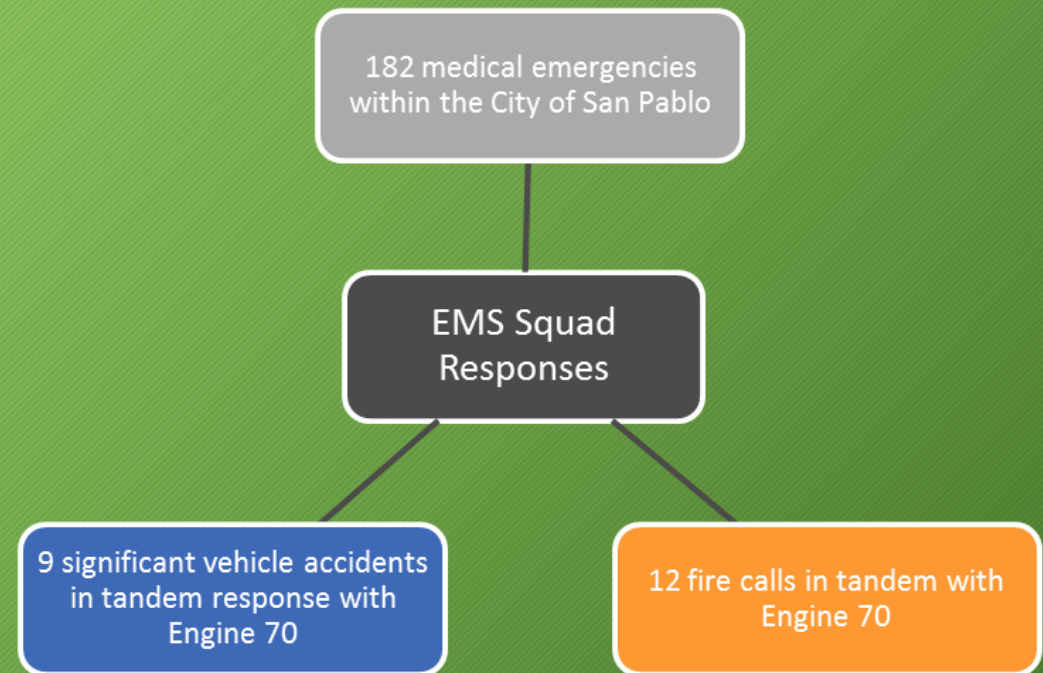 182 medical emergencies
within the City of San Pablo
EMS Squad
Responses
9 significant vehicle accidents
in tandem response with
Engine 70
12 fire calls in tandem with
Engine 70